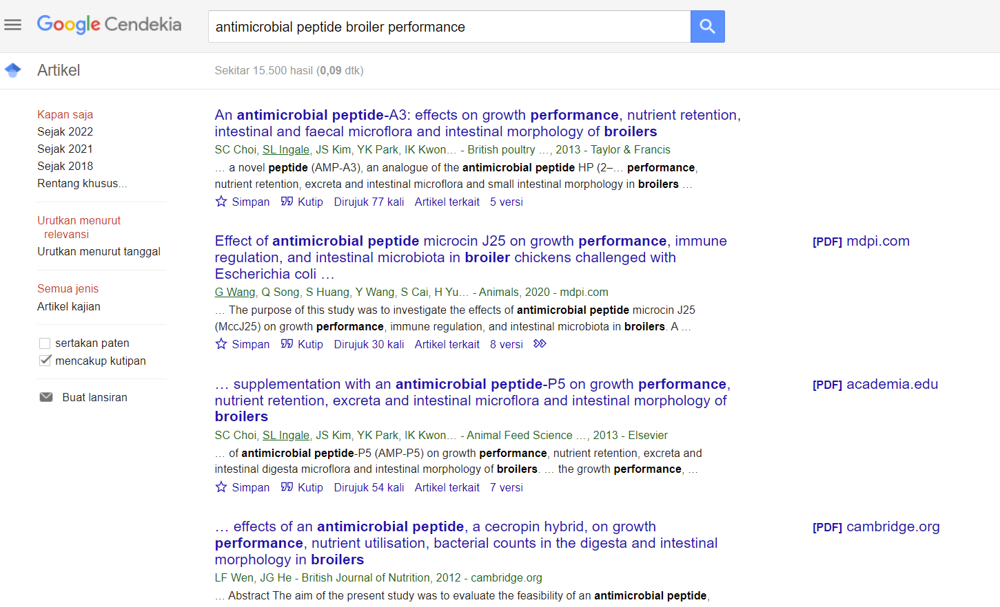 Google Cendekia
antimicrobial peptide broiler performance
Artikel
Sekitar 15.500 hasil (0,09 dtk)
Kapan saja
Sejak 2022
Sejak 2021
Sejak 2018
Rentang khusus...
Urutkan menurut
relevansi
Urutkan menurut tanggal
Semua jenis
Artikel kajian
sertakan paten
mencakup kutipan
Buat lansiran
An antimicrobial peptide-A3: effects on growth performance, nutrient retention,
intestinal and faecal microflora and intestinal morphology of broilers
SC Choi, SL Ingale, JS Kim, YK Park, IK Kwon… - British poultry …, 2013 - Taylor & Francis
… a novel peptide (AMP-A3), an analogue of the antimicrobial peptide HP (2–… performance,
nutrient retention, excreta and intestinal microflora and small intestinal morphology in broilers …
Simpan Kutip Dirujuk 77 kali Artikel terkait 5 versi
Effect of antimicrobial peptide microcin J25 on growth performance, immune
regulation, and intestinal microbiota in broiler chickens challenged with
Escherichia coli …
G Wang, Q Song, S Huang, Y Wang, S Cai, H Yu… - Animals, 2020 - mdpi.com
… The purpose of this study was to investigate the effects of antimicrobial peptide microcin J25
(MccJ25) on growth performance, immune regulation, and intestinal microbiota in broilers. A …
Simpan Kutip Dirujuk 30 kali Artikel terkait 8 versi
[PDF] mdpi.com
… supplementation with an antimicrobial peptide-P5 on growth performance,
nutrient retention, excreta and intestinal microflora and intestinal morphology of
broilers
SC Choi, SL Ingale, JS Kim, YK Park, IK Kwon… - Animal Feed Science …, 2013 - Elsevier
… of antimicrobial peptide-P5 (AMP-P5) on growth performance, nutrient retention, excreta and
intestinal digesta microflora and intestinal morphology of broilers. … the growth performance, …
Simpan Kutip Dirujuk 54 kali Artikel terkait 7 versi
[PDF] academia.edu
… effects of an antimicrobial peptide, a cecropin hybrid, on growth
performance, nutrient utilisation, bacterial counts in the digesta and intestinal
morphology in broilers
LF Wen, JG He - British Journal of Nutrition, 2012 - cambridge.org
… Abstract The aim of the present study was to evaluate the feasibility of an antimicrobial peptide,
[PDF] cambridge.org